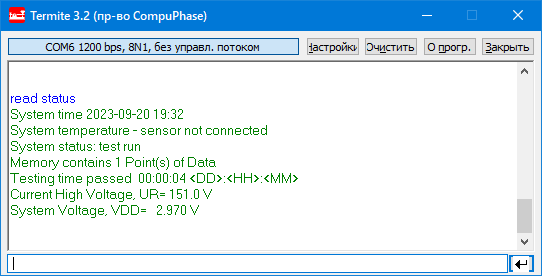 Termite 3.2 (пр-во CompuPhase)
COM6 1200 bps, 8N1, без управл. потоком
Настройки
Очистить
О прогр.
Закрыть
read status
System time 2023-09-20 19:32
System temperature - sensor not connected
System status: test run
Memory contains 1 Point(s) of Data
Testing time passed  00:00:04 <DD>:<HH>:<MM>
Current High Voltage, UR= 151.0 V
System Voltage, VDD=   2.970 V